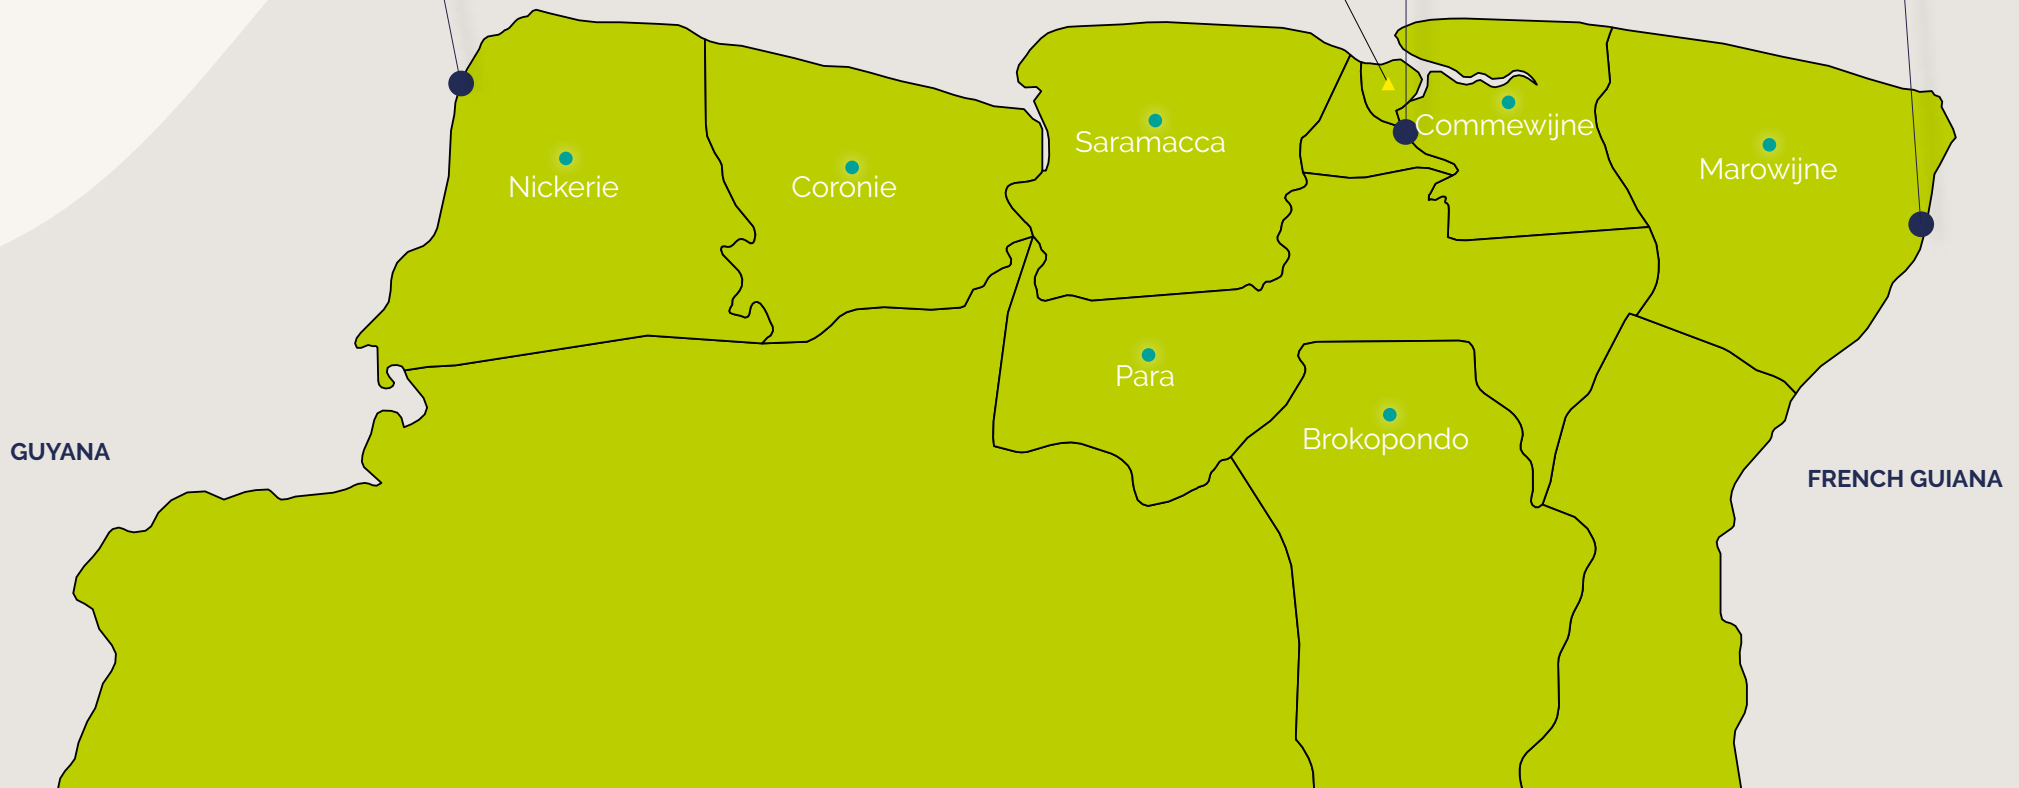 Commewijne
Saramacca
Marowijne
Nickerie
Coronie
Para
Brokopondo
GUYANA
FRENCH GUIANA